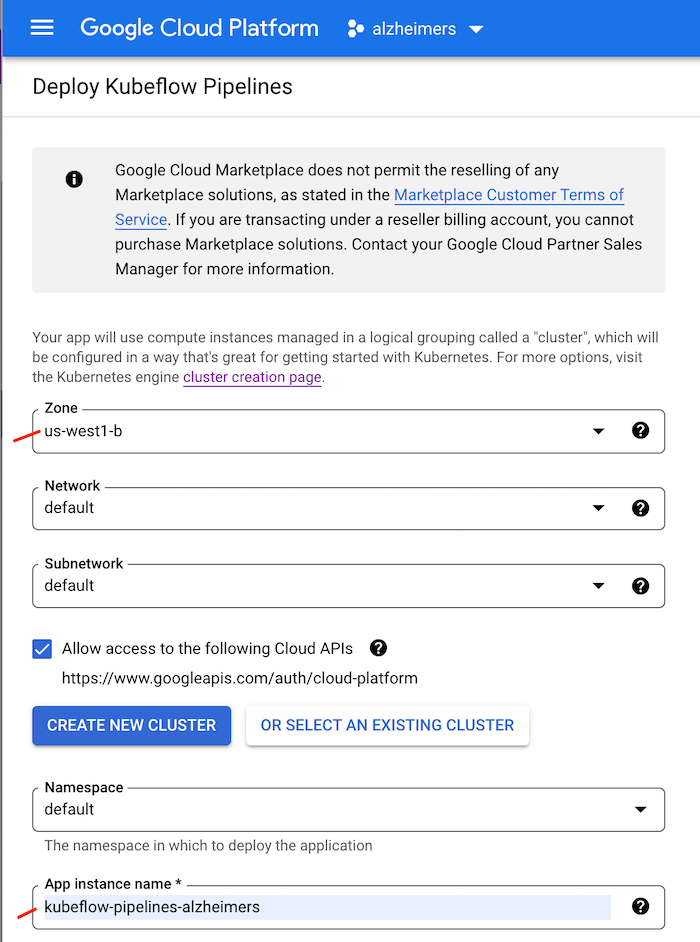 Google Cloud Platform alzheimers
Deploy Kubeflow Pipelines
Google Cloud Marketplace does not permit the reselling of any
Marketplace solutions, as stated in the Marketplace Customer Terms of
Service. If you are transacting under a reseller billing account, you cannot
purchase Marketplace solutions. Contact your Google Cloud Partner Sales
Manager for more information.
Your app will use compute instances managed in a logical grouping called a "cluster", which will
be configured in a way that's great for getting started with Kubernetes. For more options, visit
the Kubernetes engine cluster creation page.
Zone
us-west1-b
Network
default
Subnetwork
default
Allow access to the following Cloud APIs
https://www.googleapis.com/auth/cloud-platform
CREATE NEW CLUSTER OR SELECT AN EXISTING CLUSTER
Namespace
default
The namespace in which to deploy the application
App instance name *
kubeflow-pipelines-alzheimers